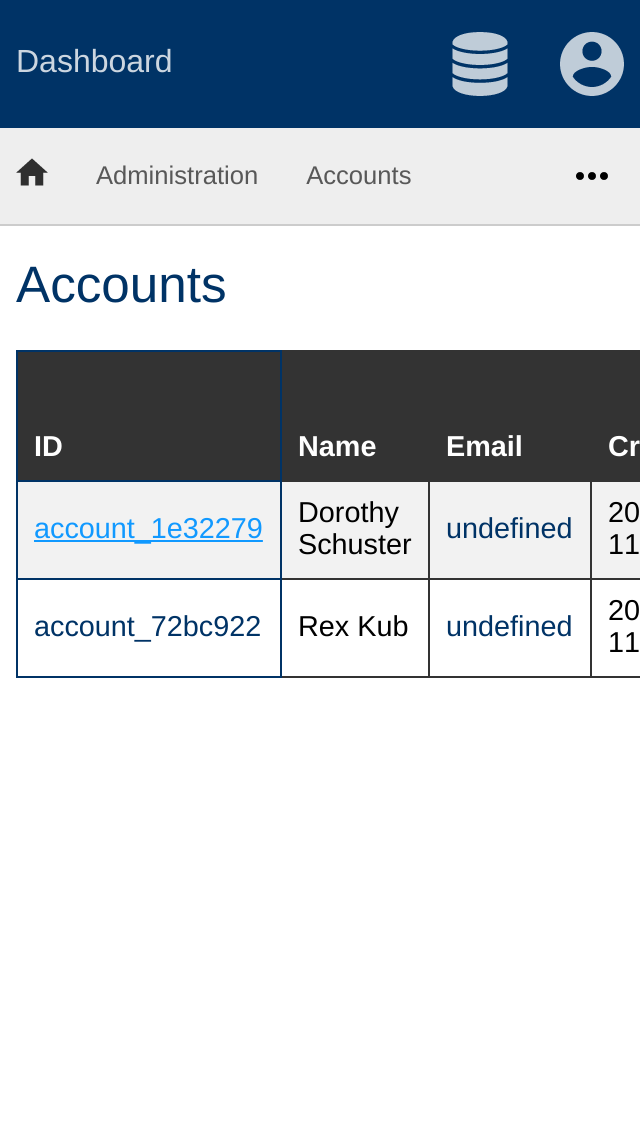 Dashboard
Administration Accounts
Accounts
ID Name Email Cr
account_1e32279 Dorothy Schuster undefined 20 11
account_72bc922 Rex Kub undefined 20 11